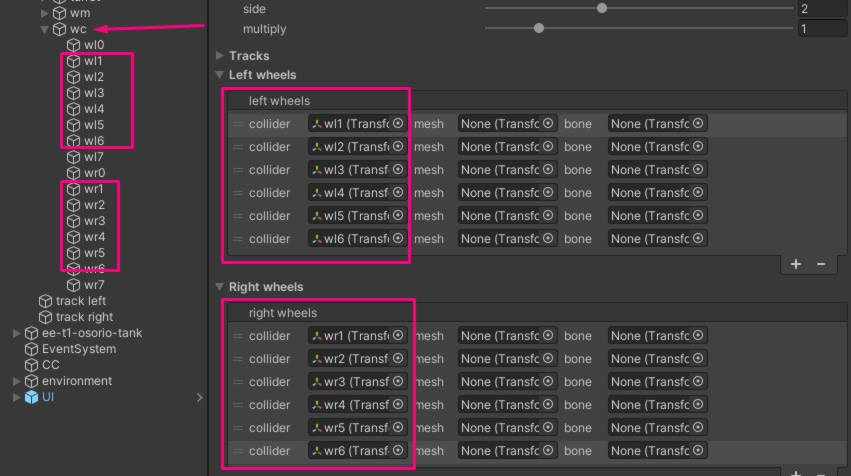 wm
wc
wl0
wl1
wl2
wl3
wl4
wl5
wl6
wl7
wr0
wr1
wr2
wr3
wr4
wr5
wr6
wr7
track left
track right
ee-t1-osorio-tank
EventSystem
CC
environment
UI
side 2
multiply 1
Tracks
Left wheels
left wheels
collider wl1 (Transfc mesh None (Transfc bone None (Transfc
collider wl2 (Transf mesh None (Transfc bone None (Transfc
collider wl3 (Transf mesh None (Transfc bone None (Transfc
collider wl4 (Transf mesh None (Transfc bone None (Transfc
collider wl5 (Transf mesh None (Transfc bone None (Transfc
collider wl6 (Transf mesh None (Transfc bone None (Transfc
+ −
Right wheels
right wheels
collider wr1 (Transf mesh None (Transfc bone None (Transfc
collider wr2 (Transf mesh None (Transfc bone None (Transfc
collider wr3 (Transf mesh None (Transfc bone None (Transfc
collider wr4 (Transf mesh None (Transfc bone None (Transfc
collider wr5 (Transf mesh None (Transfc bone None (Transfc
collider wr6 (Transf mesh None (Transfc bone None (Transfc